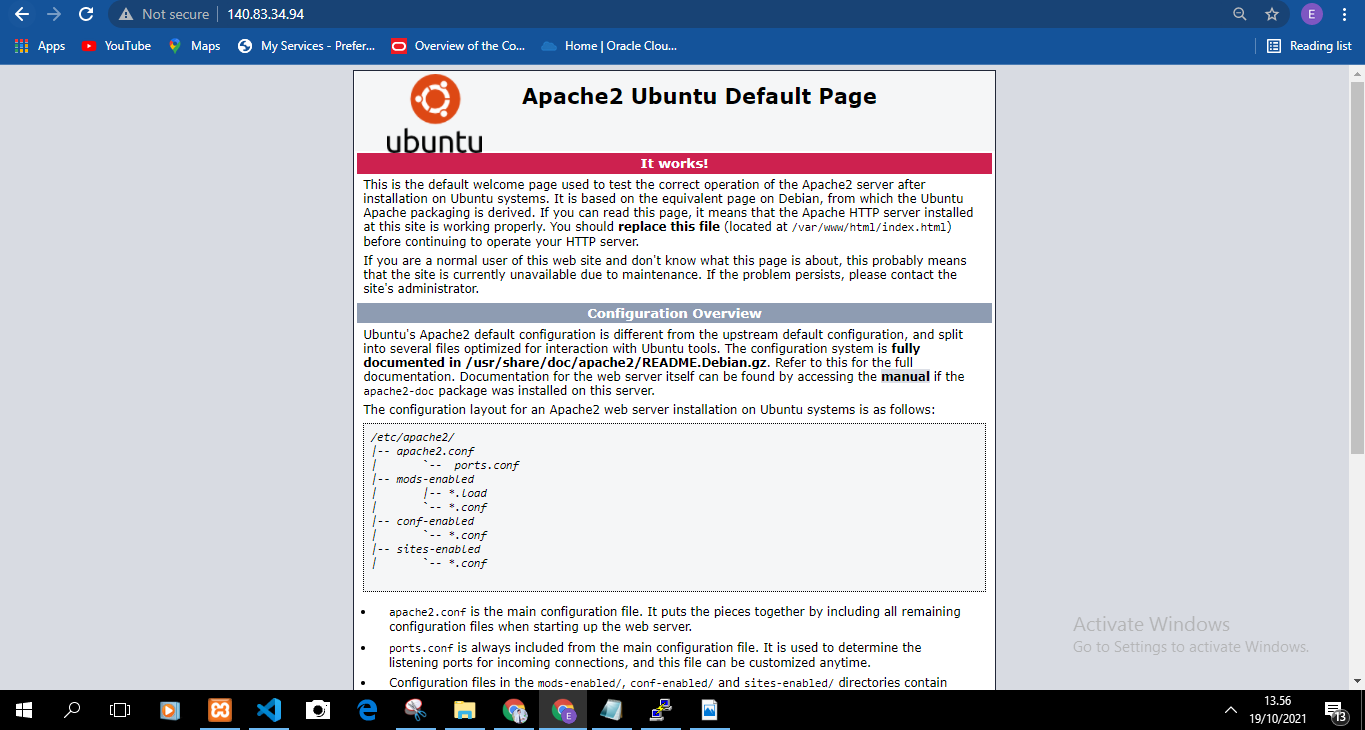 Not secure
140.83.34.94
E
Apps
YouTube
Maps
My Services - Prefer...
Overview of the Co...
Home | Oracle Clou...
Reading list
ubuntu
Apache2 Ubuntu Default Page
It works!
This is the default welcome page used to test the correct operation of the Apache2 server after
installation on Ubuntu systems. It is based on the equivalent page on Debian, from which the Ubuntu
Apache packaging is derived. If you can read this page, it means that the Apache HTTP server installed
at this site is working properly. You should replace this file (located at /var/www/html/index.html)
before continuing to operate your HTTP server.
If you are a normal user of this web site and don't know what this page is about, this probably means
that the site is currently unavailable due to maintenance. If the problem persists, please contact the
site's administrator.
Configuration Overview
Ubuntu's Apache2 default configuration is different from the upstream default configuration, and split
into several files optimized for interaction with Ubuntu tools. The configuration system is fully
documented in /usr/share/doc/apache2/README.Debian.gz. Refer to this for the full
documentation. Documentation for the web server itself can be found by accessing the manual if the
apache2-doc package was installed on this server.
The configuration layout for an Apache2 web server installation on Ubuntu systems is as follows:
/etc/apache2/
|-- apache2.conf
|       `--  ports.conf
|-- mods-enabled
|       |-- *.load
|       `-- *.conf
|-- conf-enabled
|       `-- *.conf
|-- sites-enabled
|       `-- *.conf
• apache2.conf is the main configuration file. It puts the pieces together by including all remaining
configuration files when starting up the web server.
• ports.conf is always included from the main configuration file. It is used to determine the
listening ports for incoming connections, and this file can be customized anytime.
• Configuration files in the mods-enabled/, conf-enabled/ and sites-enabled/ directories contain
Activate Windows
Go to Settings to activate Windows.
E
13.56
19/10/2021
13